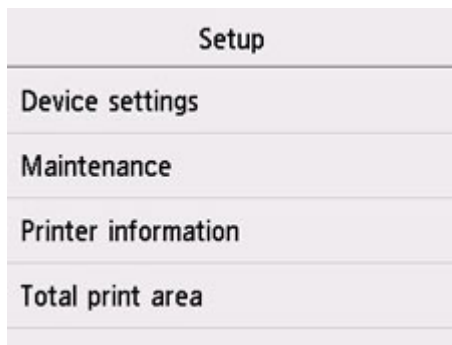 Setup
Device settings
Maintenance
Printer information
Total print area